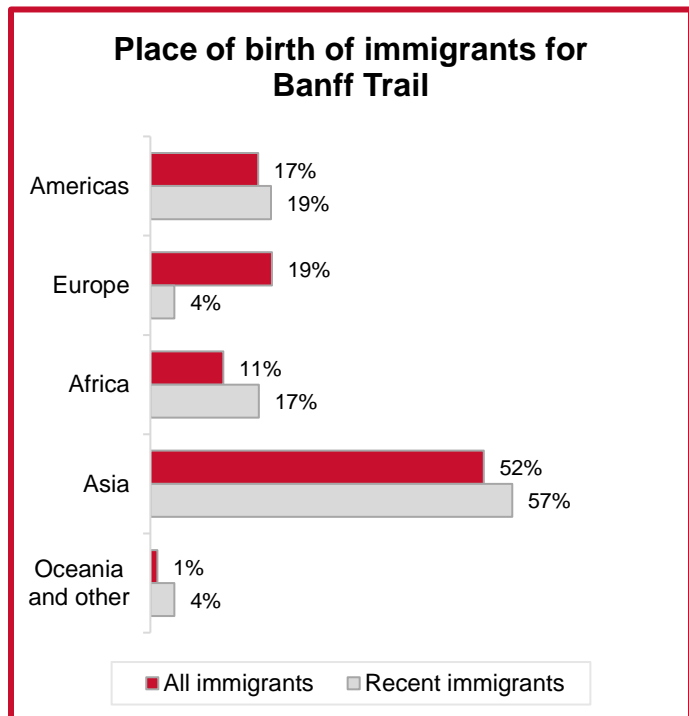 Place of birth of immigrants for
Banff Trail
Americas
17%
19%
Europe
19%
4%
Africa
11%
17%
Asia
52%
57%
Oceania
and other
1%
4%
All immigrants
Recent immigrants